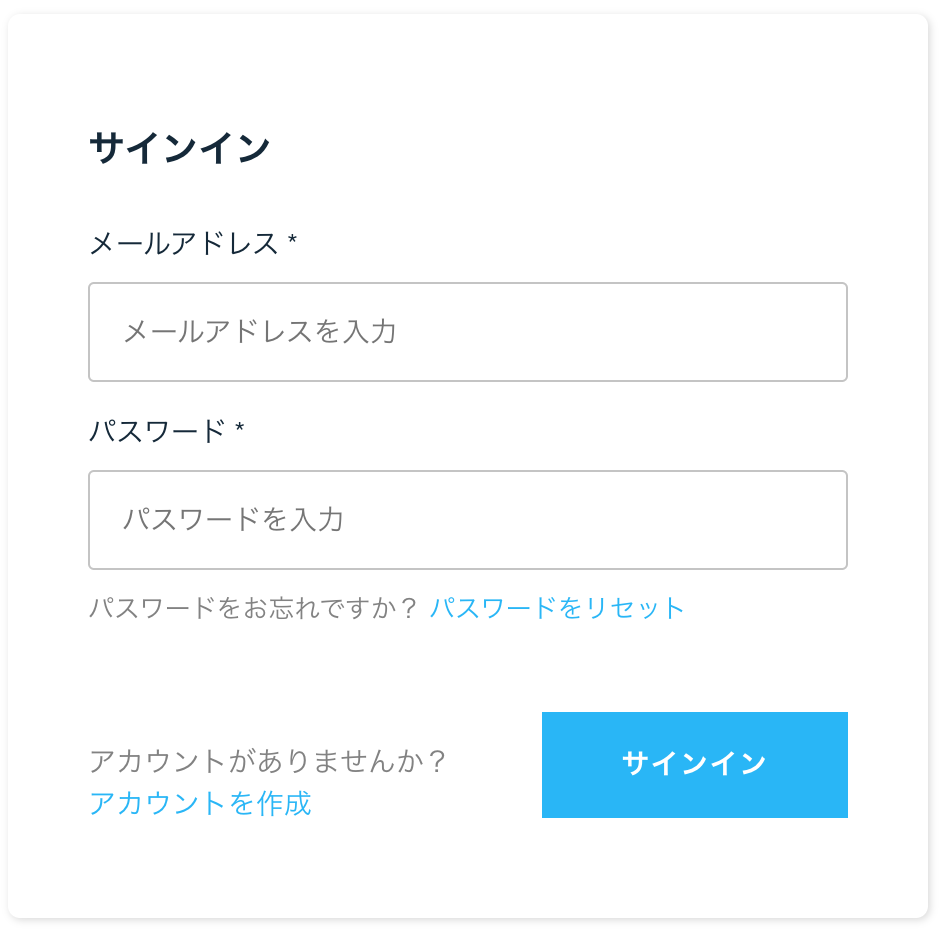 サインイン
メールアドレス *
メールアドレスを入力
パスワード *
パスワードを入力
パスワードをお忘れですか？ パスワードをリセット
アカウントがありませんか？
アカウントを作成
サインイン